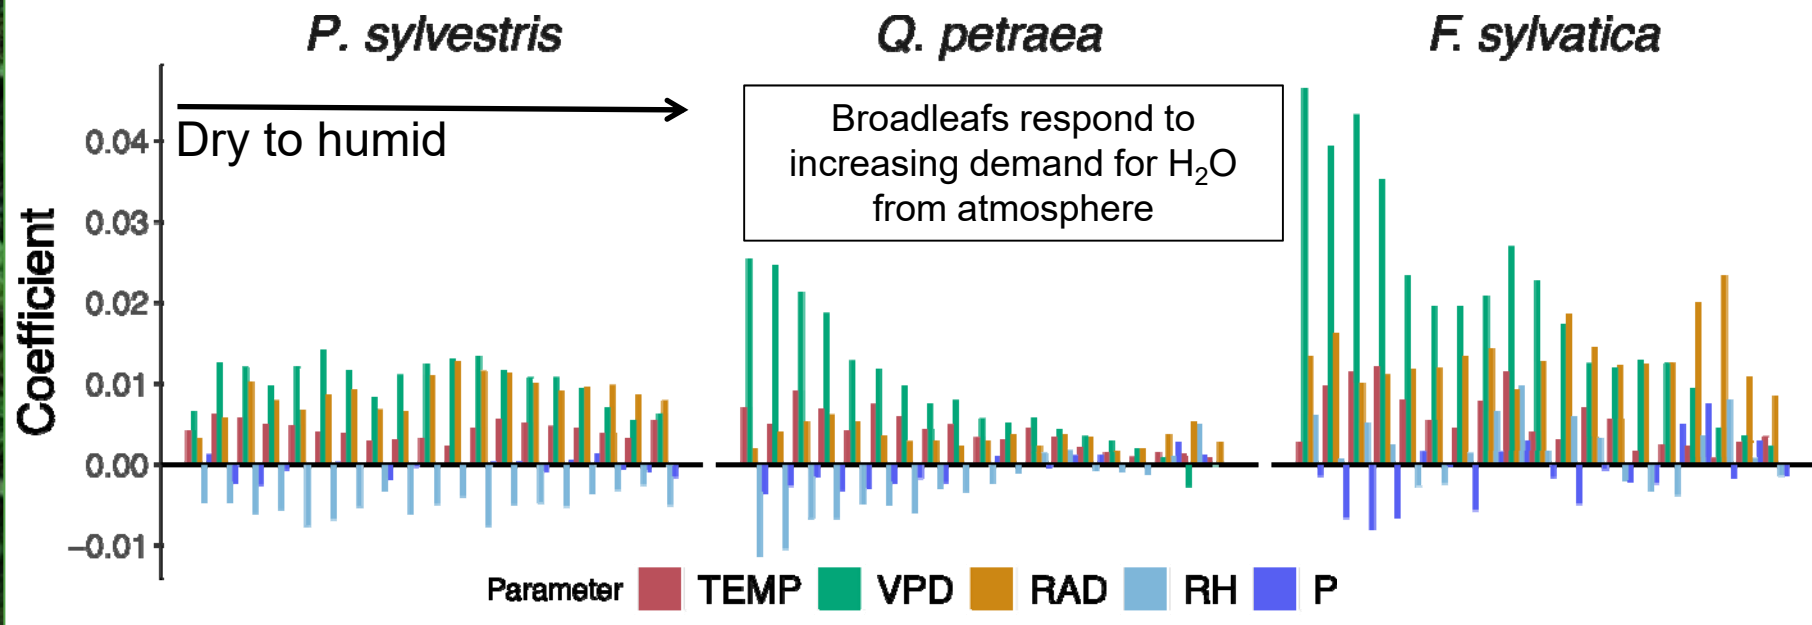 P. sylvestris
Q. petraea
F. sylvatica
Dry to humid
Broadleafs respond to
increasing demand for H₂O
from atmosphere
Coefficient
0.04
0.03
0.02
0.01
0.00
−0.01
Parameter TEMP VPD RAD RH P